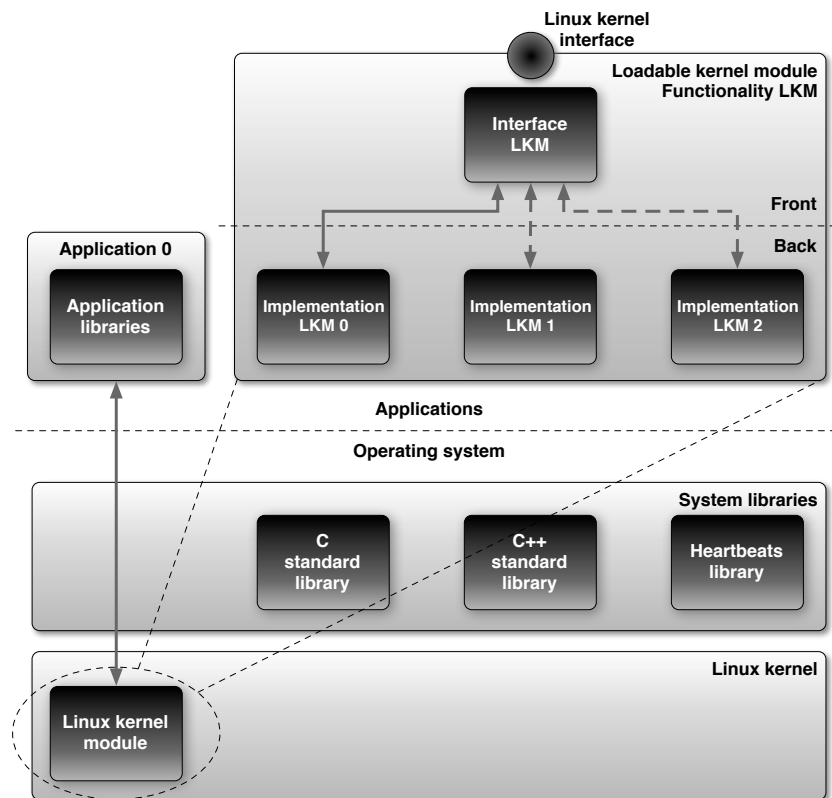 Linux kernel
interface
Loadable kernel module
Functionality LKM
Interface
LKM
Front
Back
Application 0
Application
libraries
Implementation
LKM 0
Implementation
LKM 1
Implementation
LKM 2
Applications
Operating system
System libraries
C
standard
library
C++
standard
library
Heartbeats
library
Linux kernel
Linux kernel
module